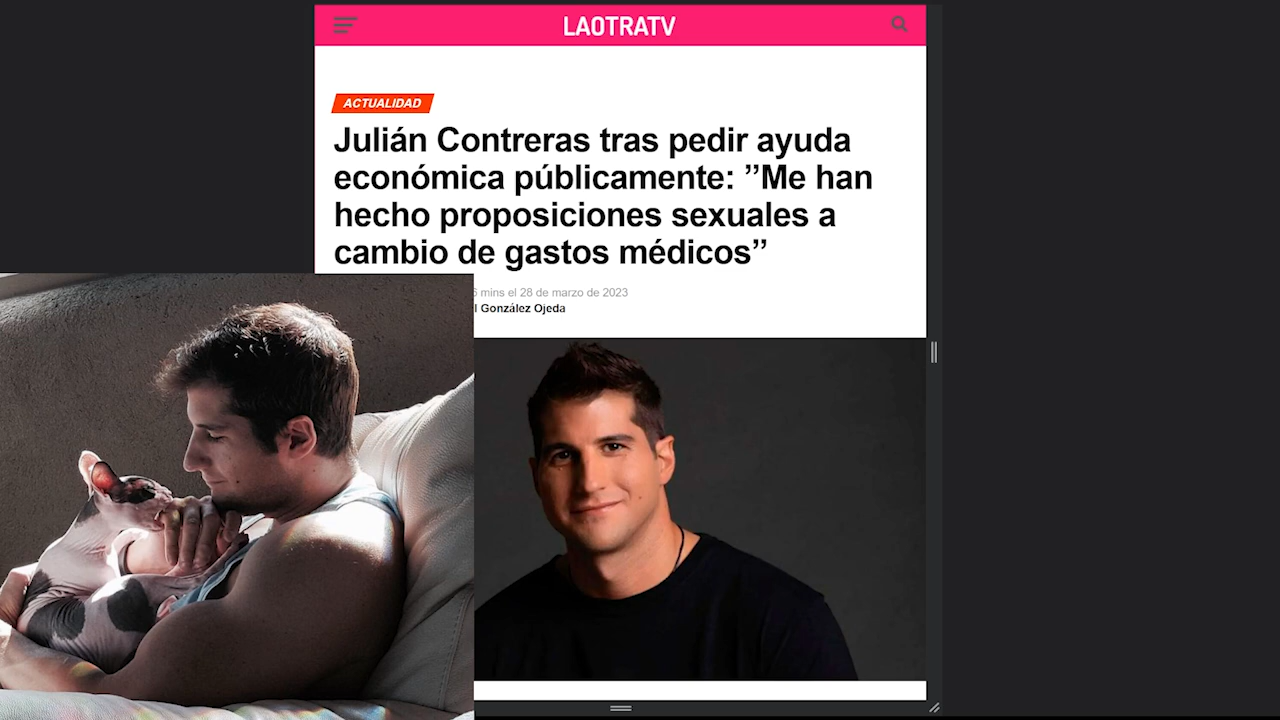 LAOTRATV
ACTUALIDAD
Julián Contreras tras pedir ayuda
económica públicamente: ”Me han
hecho proposiciones sexuales a
cambio de gastos médicos”
mins el 28 de marzo de 2023
González Ojeda